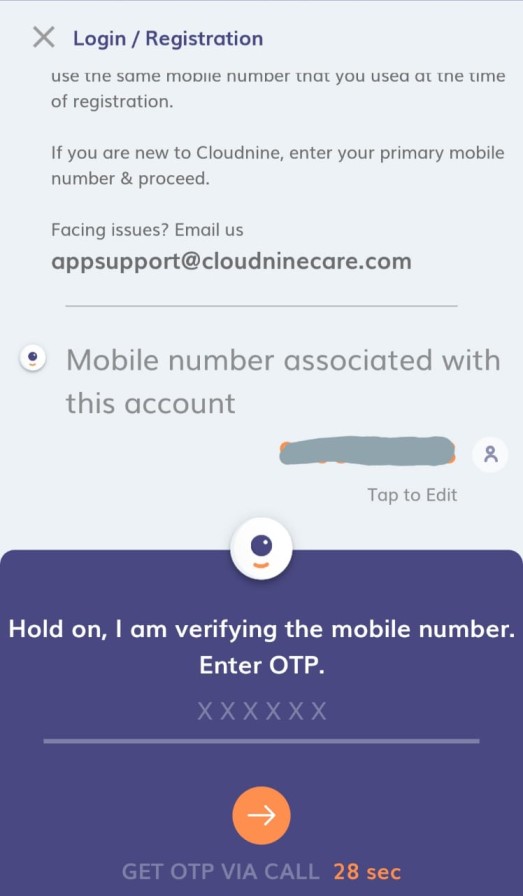 Login / Registration
use the same mobile number that you used at the time
of registration.
If you are new to Cloudnine, enter your primary mobile
number & proceed.
Facing issues? Email us
appsupport@cloudninecare.com
Mobile number associated with
this account
Tap to Edit
Hold on, I am verifying the mobile number.
Enter OTP.
X X X X X X
GET OTP VIA CALL 28 sec